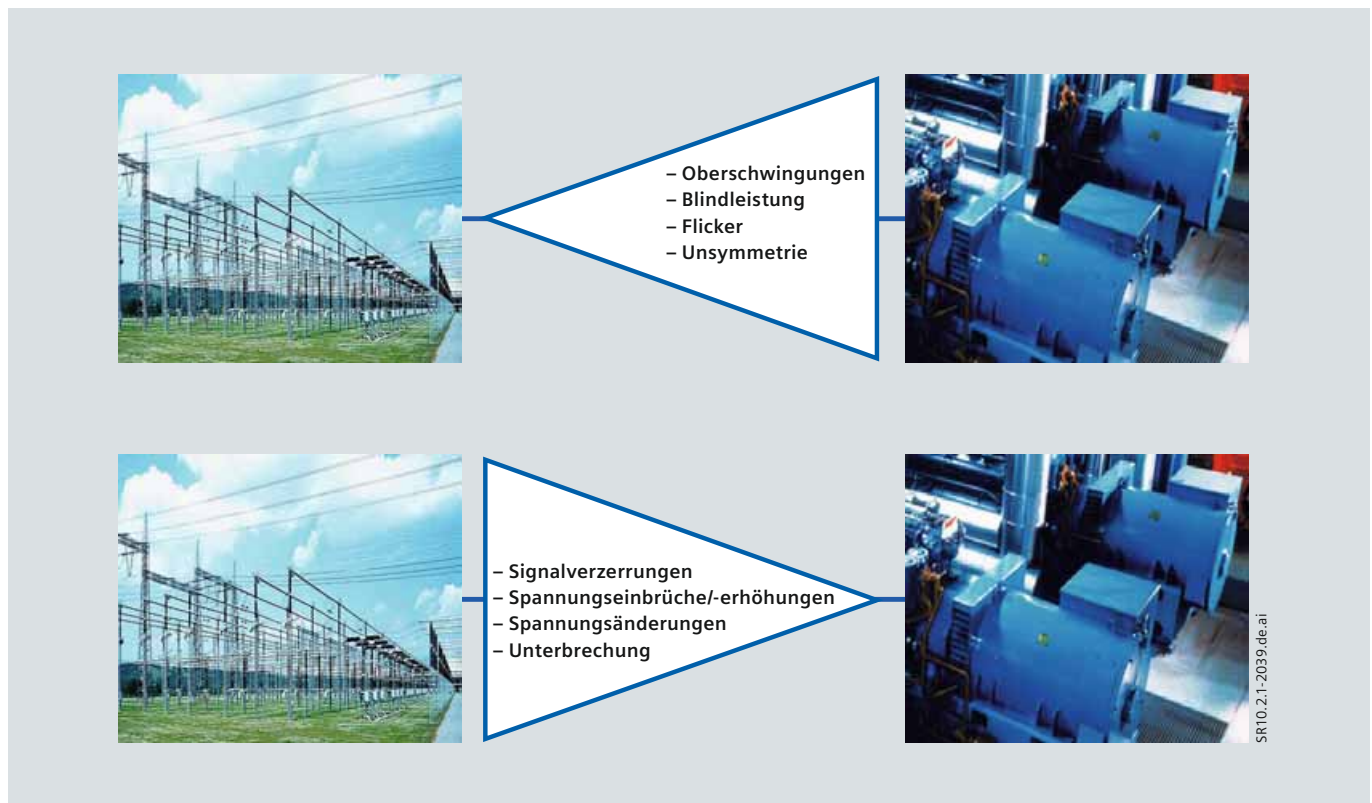 – Oberschwingungen
– Blindleistung
– Flicker
– Unsymmetrie
– Signalverzerrungen
– Spannungseinbrüche/-erhöhungen
– Spannungsänderungen
– Unterbrechung
SR10.2.1-2039.de.ai